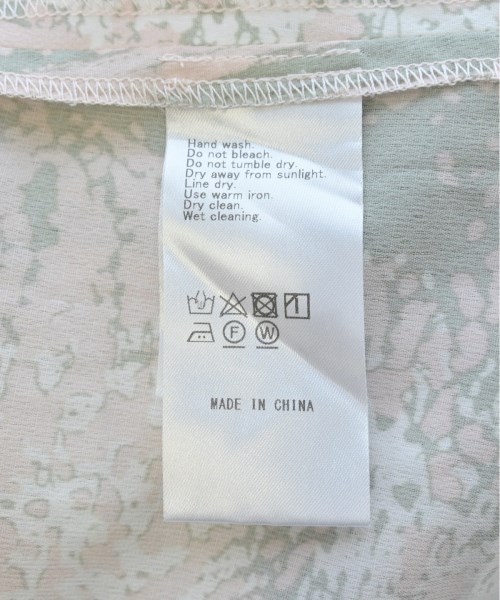 Hand wash.
Do not bleach.
Do not tumble dry.
Dry away from sunlight.
Line dry.
Use warm iron.
Dry clean.
Wet cleaning.
F W
MADE IN CHINA